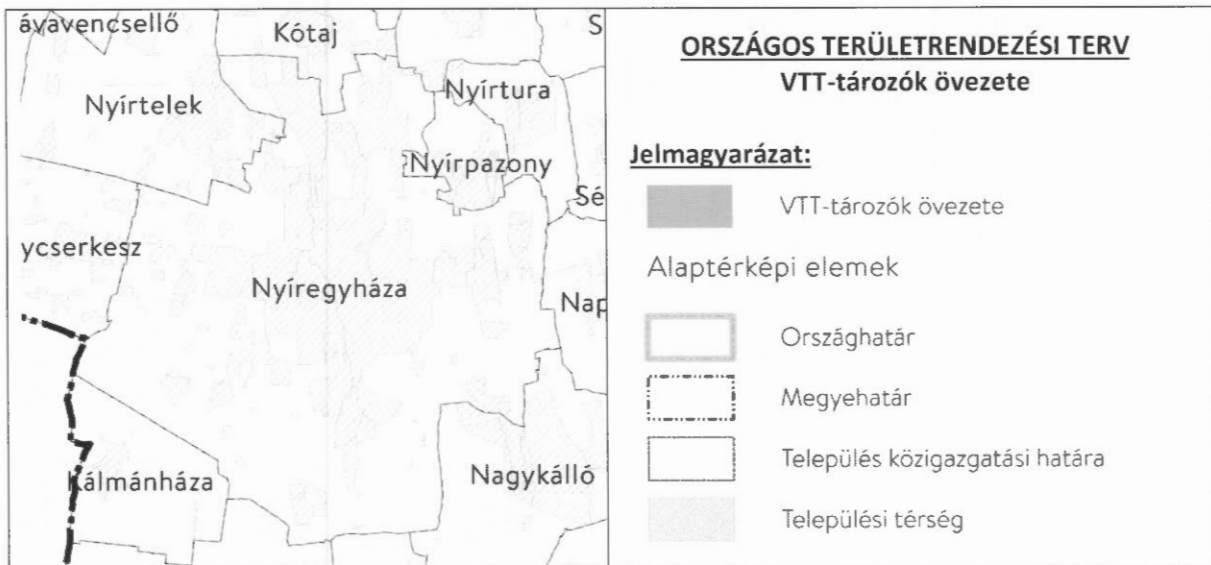 ávavencsellő
Kótaj
S
Nyírtelek
Nyírtura
Nyírpazony
Sé
ycserkesz
Nyíregyháza
Nap
Kálmánháza
Nagykálló
ORSZÁGOS TERÜLETRENDEZÉSI TERV
VTT-tározók övezete
Jelmagyarázat:
VTT-tározók övezete
Alaptérképi elemek
Országhatár
Megyehatár
Település közigazgatási határa
Települési térség